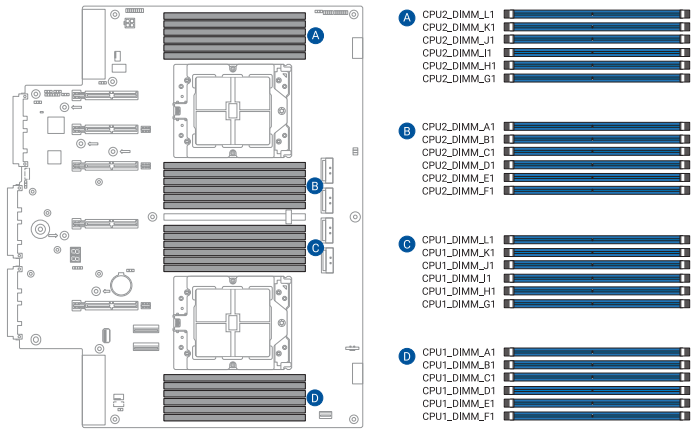 A
B
C
D
A
CPU2_DIMM_L1
CPU2_DIMM_K1
CPU2_DIMM_J1
CPU2_DIMM_I1
CPU2_DIMM_H1
CPU2_DIMM_G1
B
CPU2_DIMM_A1
CPU2_DIMM_B1
CPU2_DIMM_C1
CPU2_DIMM_D1
CPU2_DIMM_E1
CPU2_DIMM_F1
C
CPU1_DIMM_L1
CPU1_DIMM_K1
CPU1_DIMM_J1
CPU1_DIMM_I1
CPU1_DIMM_H1
CPU1_DIMM_G1
D
CPU1_DIMM_A1
CPU1_DIMM_B1
CPU1_DIMM_C1
CPU1_DIMM_D1
CPU1_DIMM_E1
CPU1_DIMM_F1